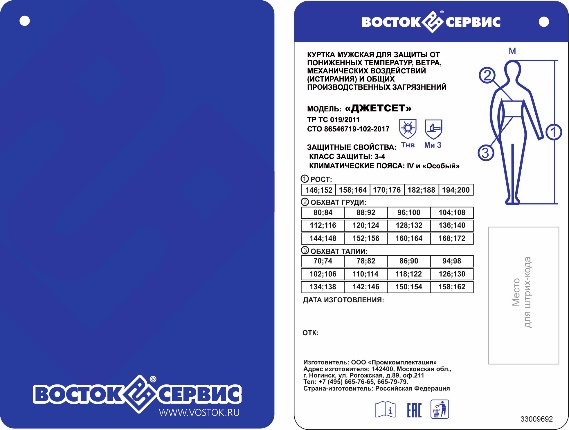 ВОСТОК СЕРВИС
WWW.VOSTOK.RU
ВОСТОК СЕРВИС
КУРТКА МУЖСКАЯ ДЛЯ ЗАЩИТЫ ОТ
ПОНИЖЕННЫХ ТЕМПЕРАТУР, ВЕТРА,
МЕХАНИЧЕСКИХ ВОЗДЕЙСТВИЙ
(ИСТИРАНИЯ) И ОБЩИХ
ПРОИЗВОДСТВЕННЫХ ЗАГРЯЗНЕНИЙ
МОДЕЛЬ: «ДЖЕТСЕТ»
ТР ТС 019/2011
СТО 86546719-102-2017
Тнв Ми З
ЗАЩИТНЫЕ СВОЙСТВА:
КЛАСС ЗАЩИТЫ: 3-4
КЛИМАТИЧЕСКИЕ ПОЯСА: IV и «Особый»
М
2
1
3
1 РОСТ:
146;152 158;164 170;176 182;188 194;200
2 ОБХВАТ ГРУДИ:
80;84 88;92 96;100 104;108
112;116 120;124 128;132 136;140
144;148 152;156 160;164 168;172
3 ОБХВАТ ТАЛИИ:
70;74 78;82 86;90 94;98
102;106 110;114 118;122 126;130
134;138 142;146 150;154 158;162
ДАТА ИЗГОТОВЛЕНИЯ:
Место
для штрих-кода
ОТК:
Изготовитель: ООО «Промкомплектация»
Адрес изготовителя: 142400, Московская обл.,
г. Ногинск, ул. Рогожская, д.89, оф.211
Тел: +7 (495) 665-76-65, 665-79-79.
Страна-изготовитель: Российская Федерация
EAC
33009692